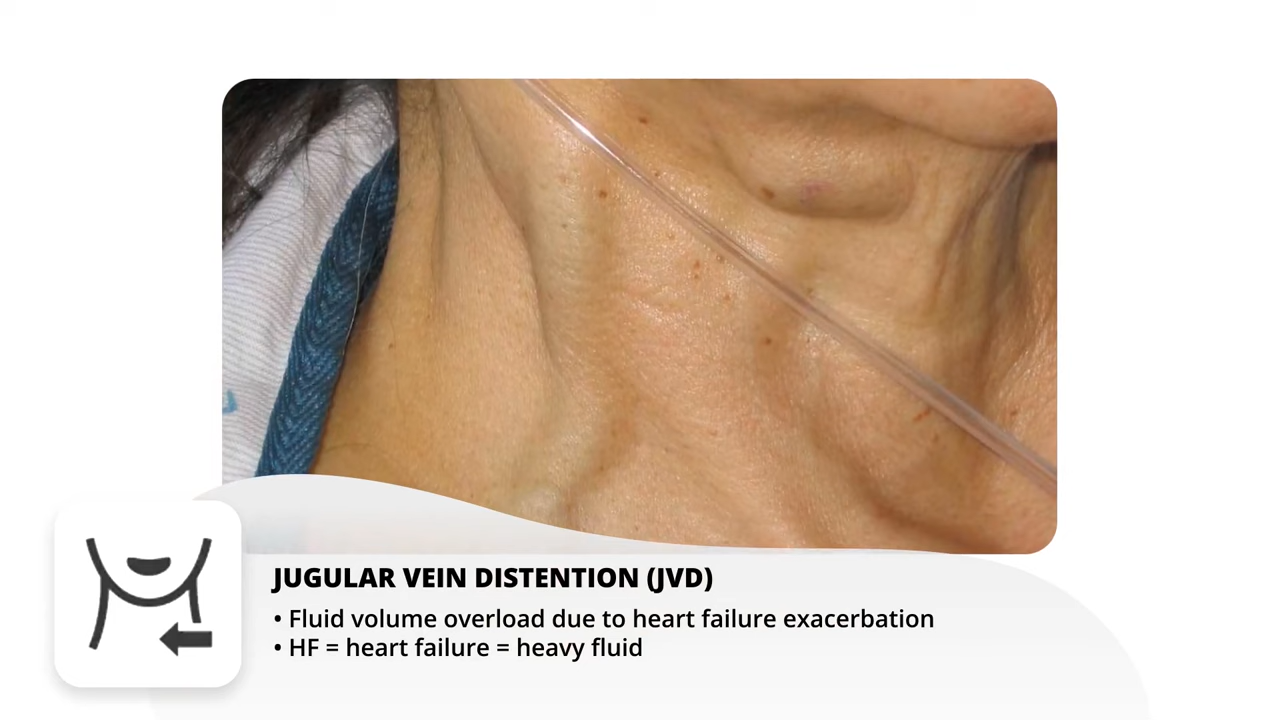 JUGULAR VEIN DISTENTION (JVD)
• Fluid volume overload due to heart failure exacerbation
• HF = heart failure = heavy fluid